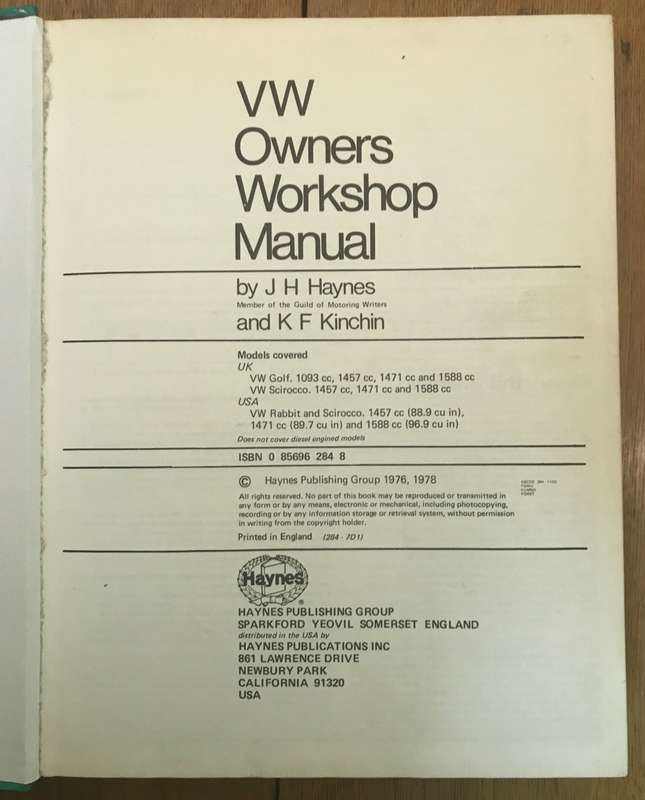 VW
Owners
Workshop
Manual
by J H Haynes
Member of the Guild of Motoring Writers
and K F Kinchin
Models covered
UK
VW Golf. 1093 cc, 1457 cc, 1471 cc and 1588 cc
VW Scirocco. 1457 cc, 1471 cc and 1588 cc
USA
VW Rabbit and Scirocco. 1457 cc (88.9 cu in),
1471 cc (89.7 cu in) and 1588 cc (96.9 cu in)
Does not cover diesel engined models
ISBN 0 85696 284 8
© Haynes Publishing Group 1976, 1978
All rights reserved. No part of this book may be reproduced or transmitted in
any form or by any means, electronic or mechanical, including photocopying,
recording or by any information storage or retrieval system, without permission
in writing from the copyright holder.
Printed in England (284 - 7D1)
Haynes
®
HAYNES PUBLISHING GROUP
SPARKFORD YEOVIL SOMERSET ENGLAND
distributed in the USA by
HAYNES PUBLICATIONS INC
861 LAWRENCE DRIVE
NEWBURY PARK
CALIFORNIA 91320
USA